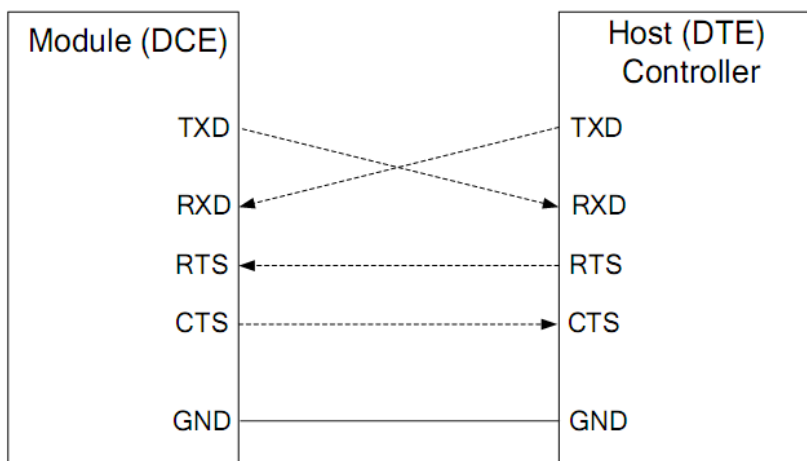 Module (DCE)
TXD
RXD
RTS
CTS
GND
Host (DTE)
Controller
TXD
RXD
RTS
CTS
GND